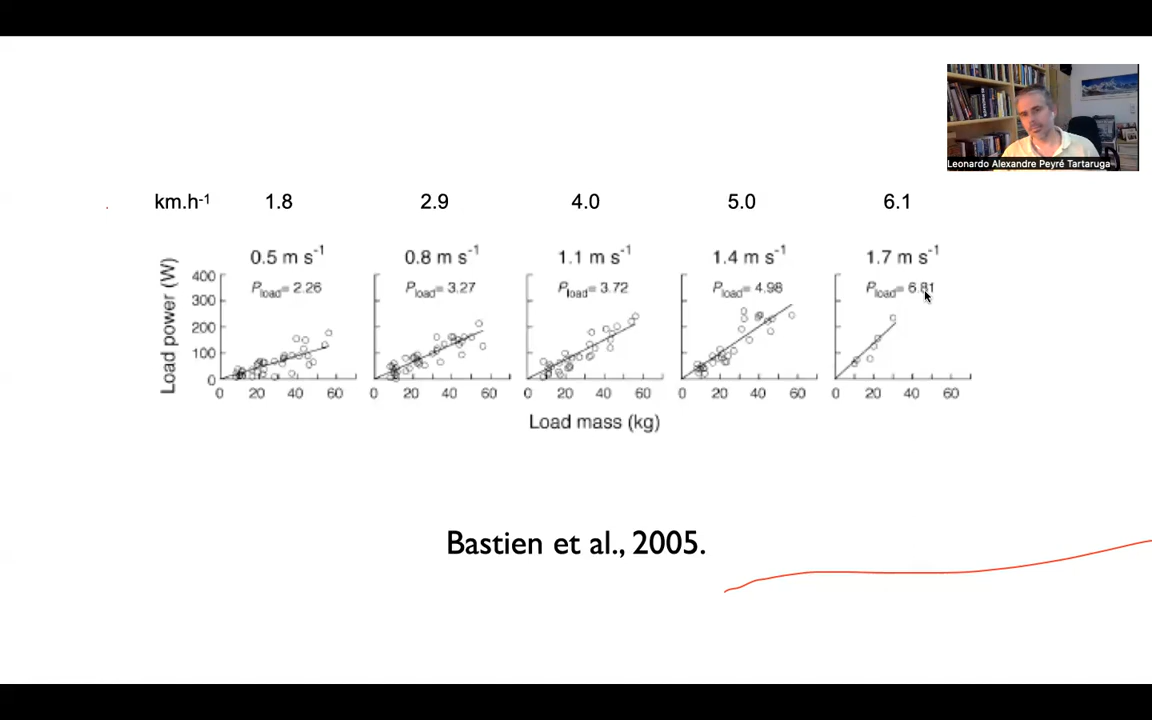 Leonardo Alexandre Peyré Tartaruga
km.h-1 1.8 2.9 4.0 5.0 6.1
0.5 m s-1 0.8 m s-1 1.1 m s-1 1.4 m s-1 1.7 m s-1
Pload= 2.26 Pload= 3.27 Pload= 3.72 Pload= 4.98 Pload= 6.81
Load power (W)
400
300
200
100
0
0 20 40 60 0 20 40 60 0 20 40 60 0 20 40 60 0 20 40 60
Load mass (kg)
Bastien et al., 2005.